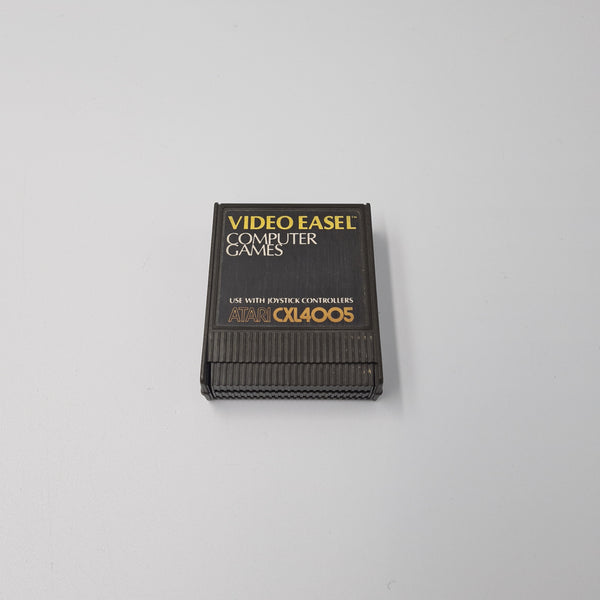 VIDEO EASEL™
COMPUTER
GAMES
USE WITH JOYSTICK CONTROLLERS
ATARI CXL4005